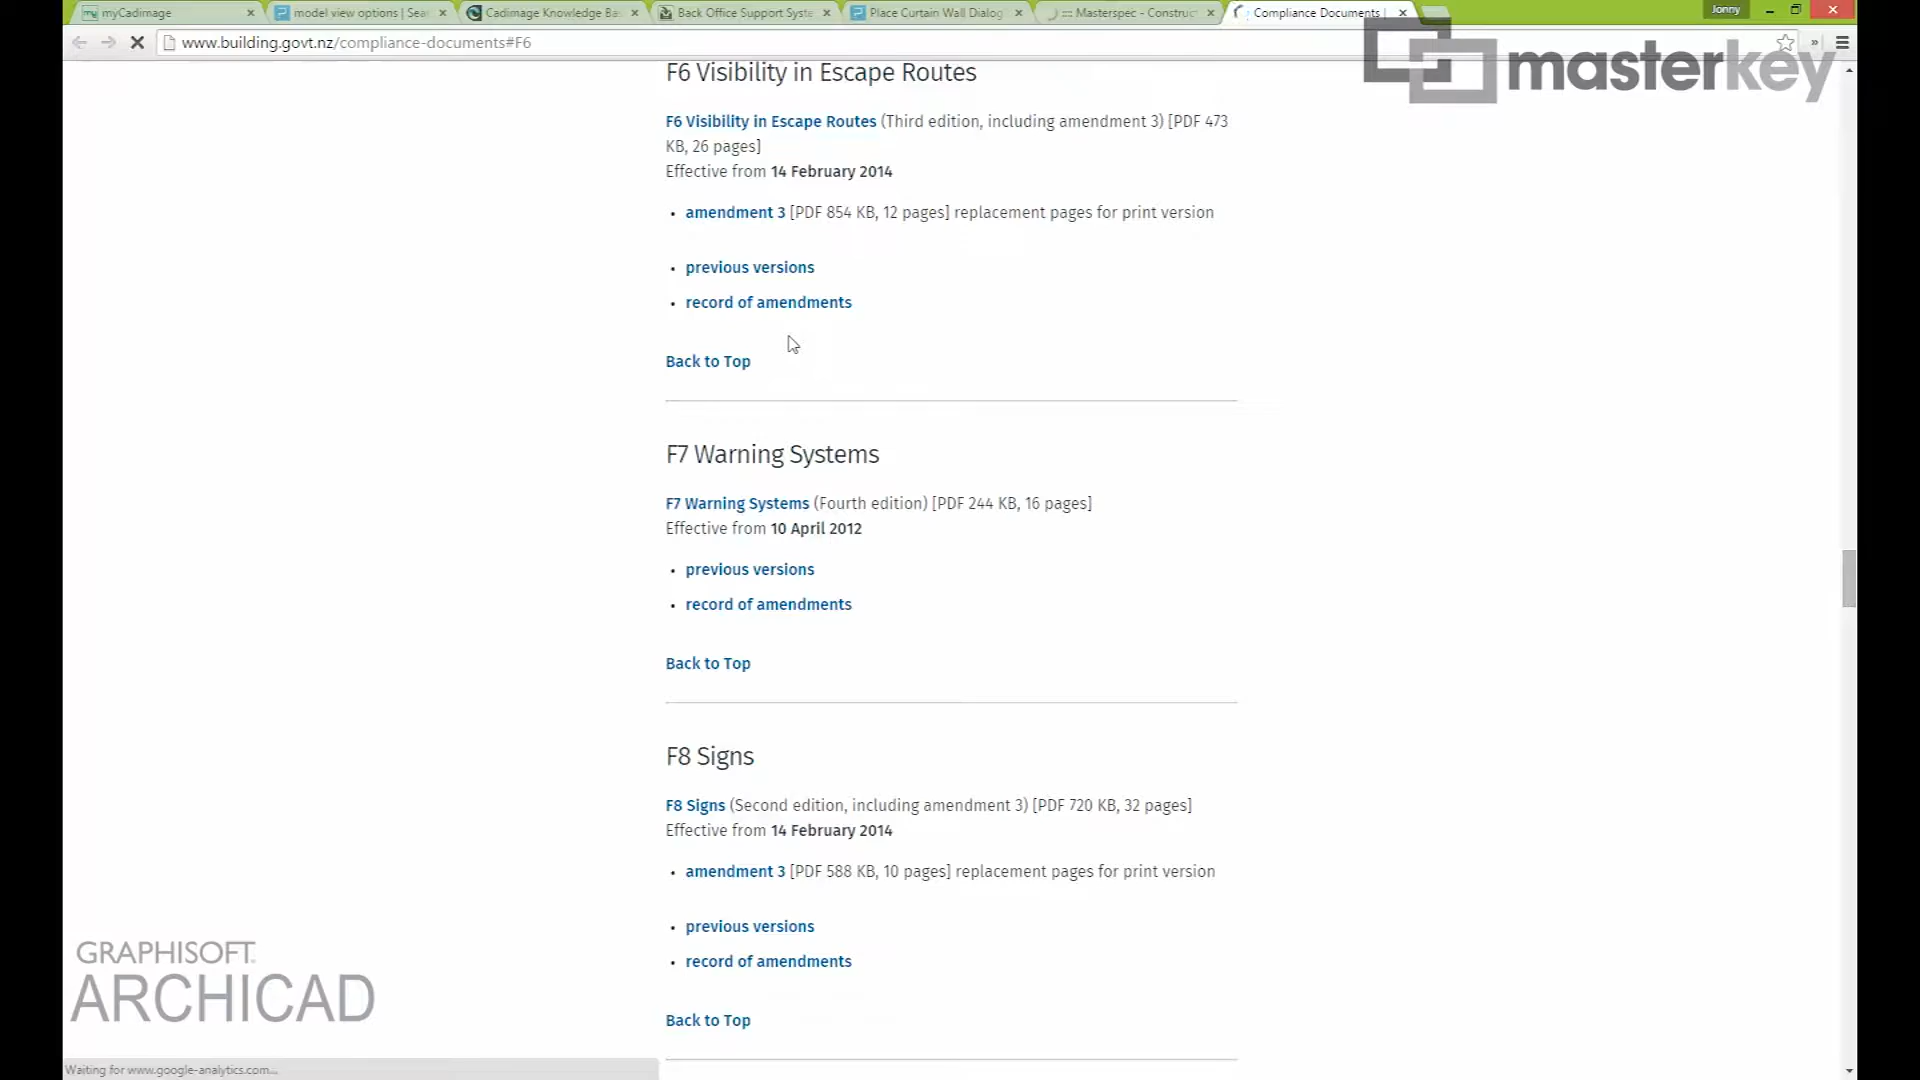 myCadimage
model view options | Sea
Cadimage Knowledge Ba
Back Office Support Syste
Place Curtain Wall Dialog
::: Masterspec - Construct
Compliance Documents |
Jonny
www.building.govt.nz/compliance-documents#F6
masterkey
F6 Visibility in Escape Routes
F6 Visibility in Escape Routes (Third edition, including amendment 3) [PDF 473
KB, 26 pages]
Effective from 14 February 2014
• amendment 3 [PDF 854 KB, 12 pages] replacement pages for print version
• previous versions
• record of amendments
Back to Top
F7 Warning Systems
F7 Warning Systems (Fourth edition) [PDF 244 KB, 16 pages]
Effective from 10 April 2012
• previous versions
• record of amendments
Back to Top
F8 Signs
F8 Signs (Second edition, including amendment 3) [PDF 720 KB, 32 pages]
Effective from 14 February 2014
• amendment 3 [PDF 588 KB, 10 pages] replacement pages for print version
• previous versions
• record of amendments
Back to Top
GRAPHISOFT.
ARCHICAD
Waiting for www.google-analytics.com...